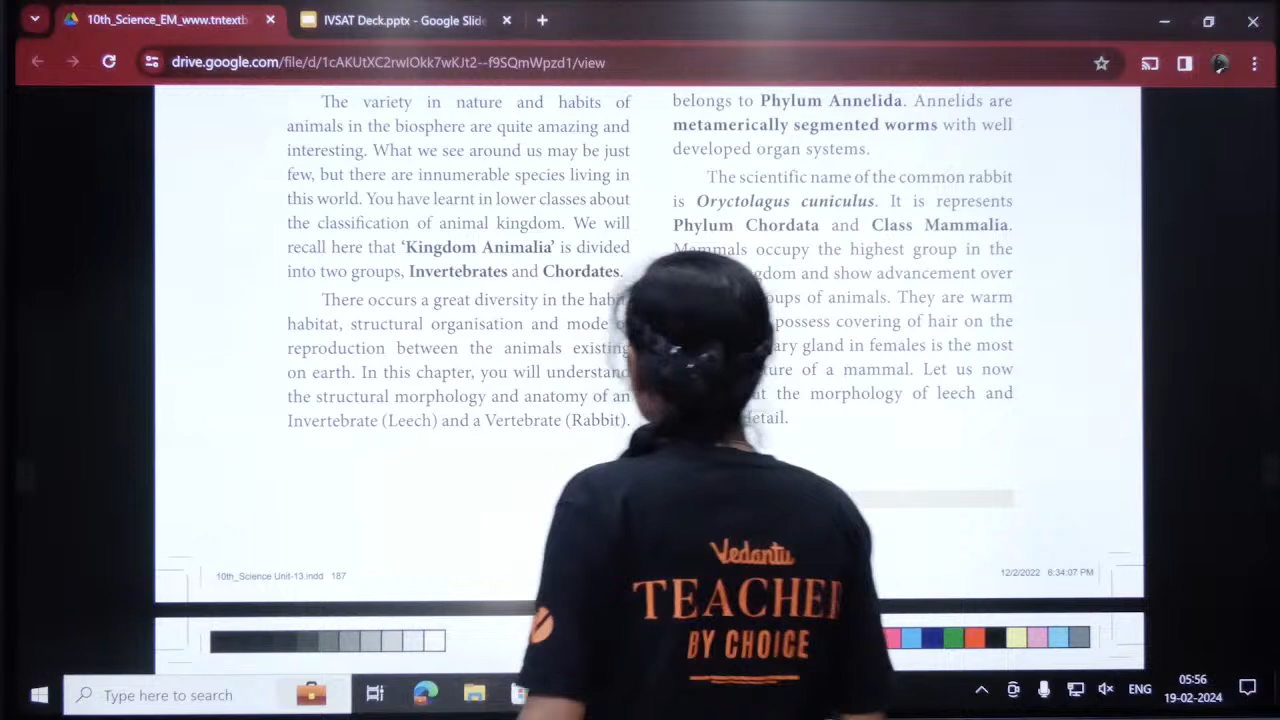 10th_Science_EM_www.tntextb
IVSAT Deck.pptx - Google Slide
drive.google.com/file/d/1cAKUtXC2rwIOkk7wKJt2--f9SQmWpzd1/view
The variety in nature and habits of
animals in the biosphere are quite amazing and
interesting. What we see around us may be just
few, but there are innumerable species living in
this world. You have learnt in lower classes about
the classification of animal kingdom. We will
recall here that ‘Kingdom Animalia’ is divided
into two groups, Invertebrates and Chordates.
There occurs a great diversity in the
habitat, structural organisation and mode
reproduction between the animals existing
on earth. In this chapter, you will understand
the structural morphology and anatomy of an
Invertebrate (Leech) and a Vertebrate (Rabbit).
belongs to Phylum Annelida. Annelids are
metamerically segmented worms with well
developed organ systems.
The scientific name of the common rabbit
is Oryctolagus cuniculus. It is represents
Phylum Chordata and Class Mammalia.
Mammals occupy the highest group in the
and show advancement over
of animals. They are warm
possess covering of hair on the
gland in females is the most
of a mammal. Let us now
the morphology of leech and
10th_Science Unit-13.indd 187
12/2/2022 6:34:07 PM
Vedantu
TEACHER
BY CHOICE
Type here to search
ENG
05:56
19-02-2024